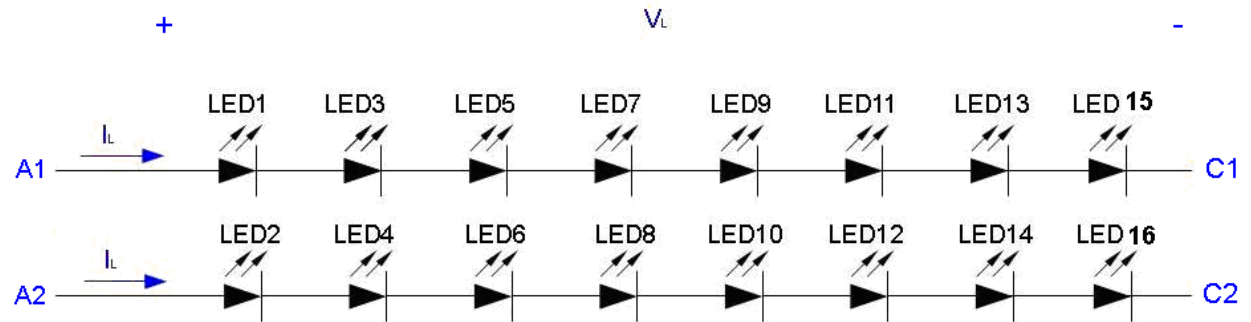 + VL -
LED1 LED3 LED5 LED7 LED9 LED11 LED13 LED 15
IL
A1 C1
LED2 LED4 LED6 LED8 LED10 LED12 LED14 LED 16
IL
A2 C2